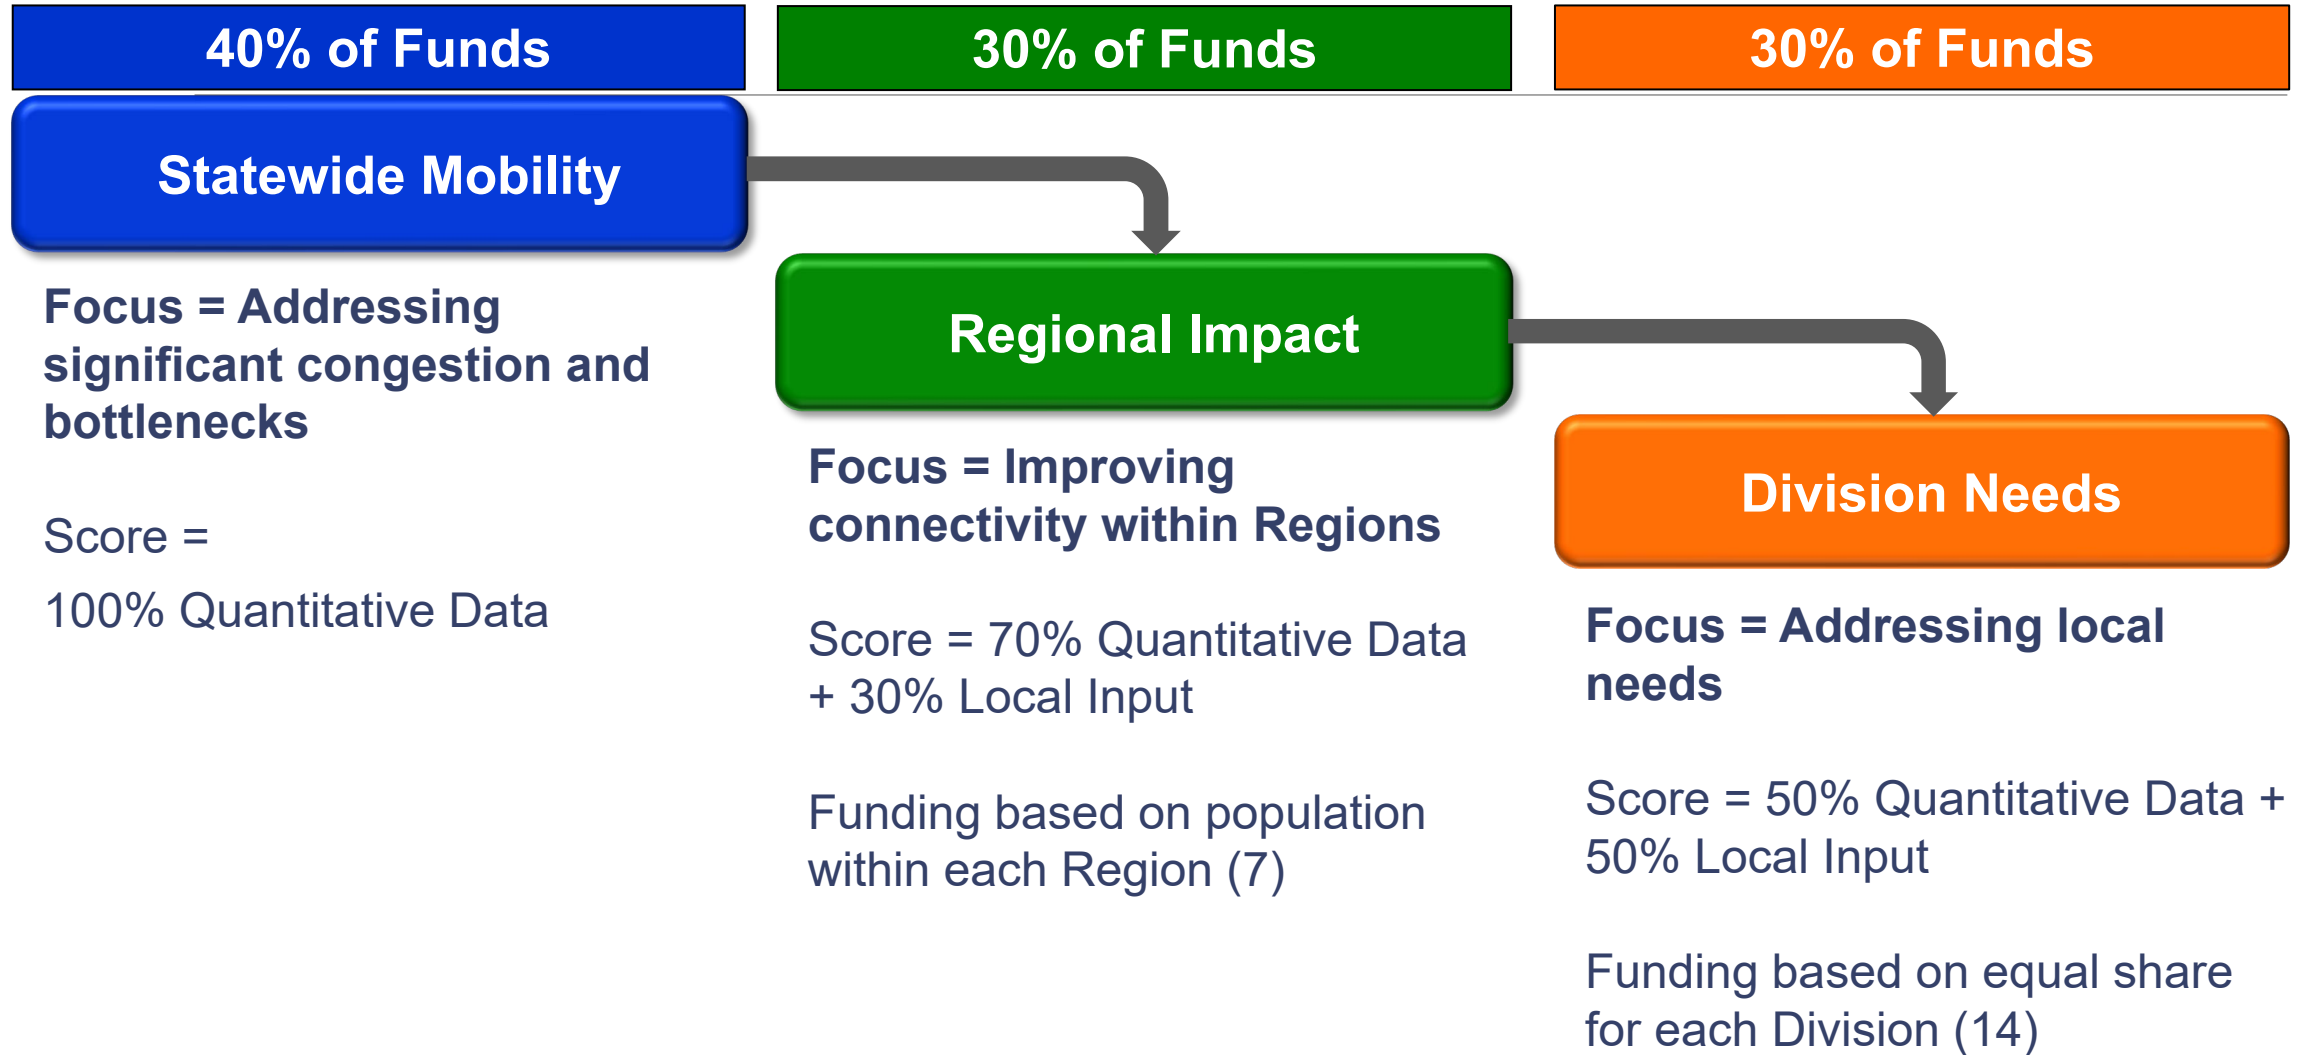 40% of Funds
30% of Funds
30% of Funds
Statewide Mobility
Focus = Addressing
significant congestion and
bottlenecks
Score =
100% Quantitative Data
Regional Impact
Focus = Improving
connectivity within Regions
Score = 70% Quantitative Data
+ 30% Local Input
Funding based on population
within each Region (7)
Division Needs
Focus = Addressing local
needs
Score = 50% Quantitative Data +
50% Local Input
Funding based on equal share
for each Division (14)